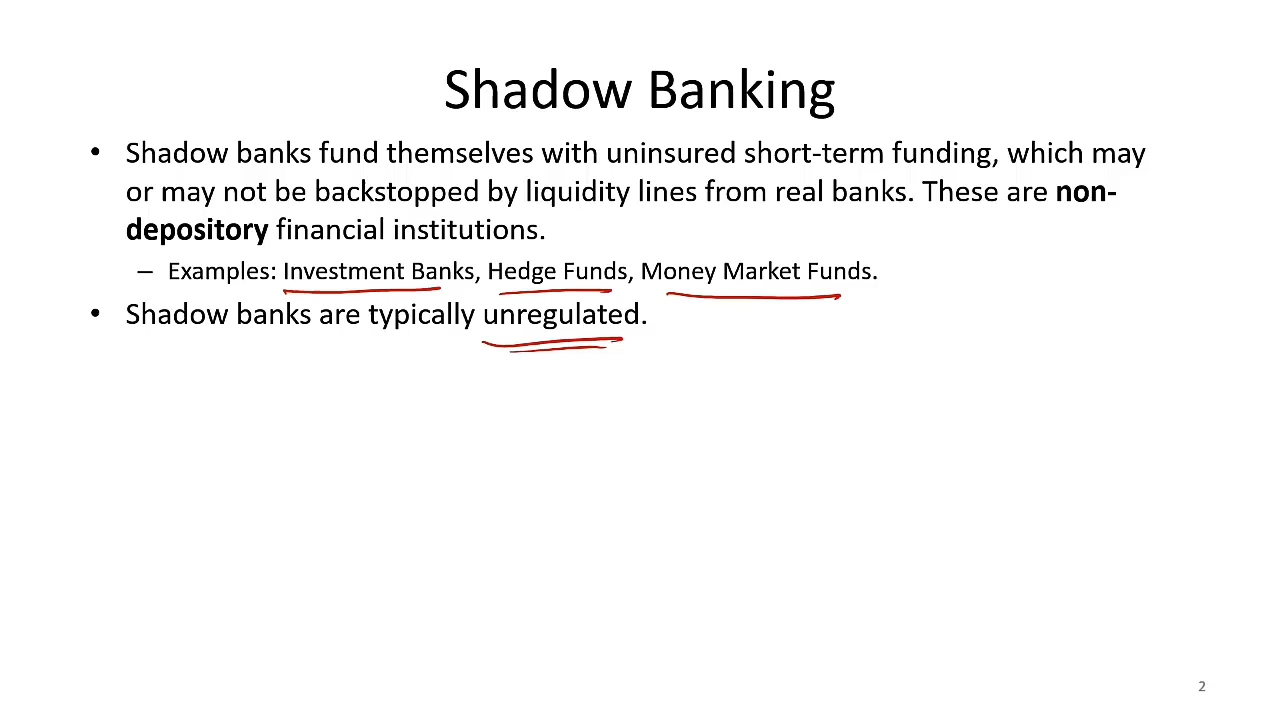 Shadow Banking
• Shadow banks fund themselves with uninsured short-term funding, which may
or may not be backstopped by liquidity lines from real banks. These are non-
depository financial institutions.
– Examples: Investment Banks, Hedge Funds, Money Market Funds.
• Shadow banks are typically unregulated.
2